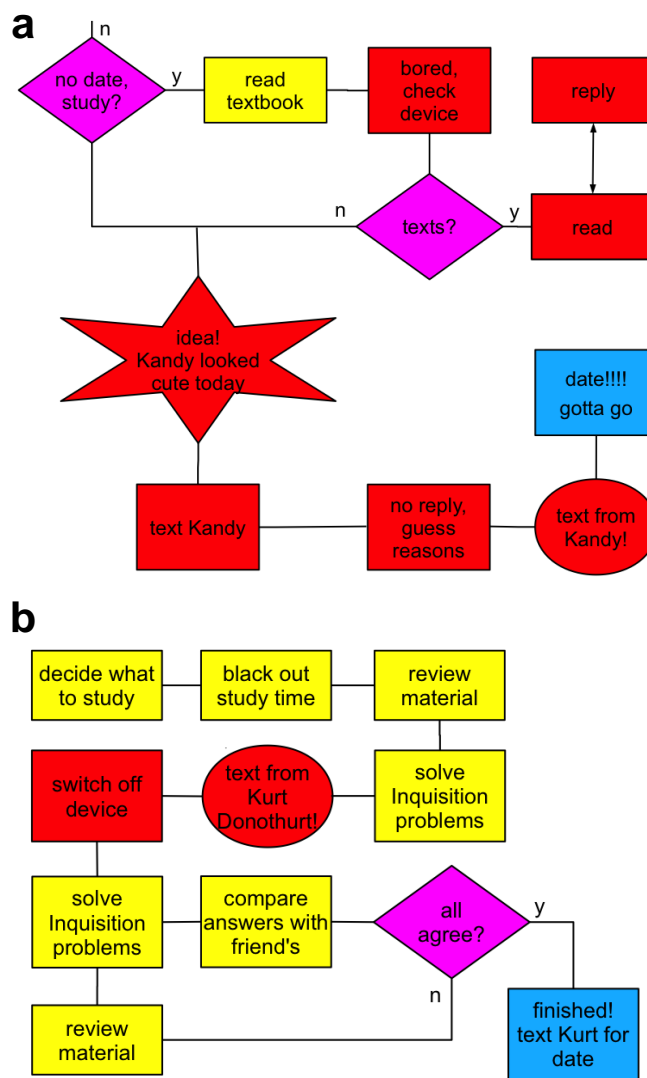 a
n
no date,
study?
y
read
textbook
bored,
check
device
reply
n
texts?
y
read
idea!
Kandy looked
cute today
date!!!!
gotta go
text Kandy
no reply,
guess
reasons
text from
Kandy!
b
decide what
to study
black out
study time
review
material
switch off
device
text from
Kurt
Donothurt!
solve
Inquisition
problems
solve
Inquisition
problems
compare
answers with
friend's
all
agree?
y
n
review
material
finished!
text Kurt for
date